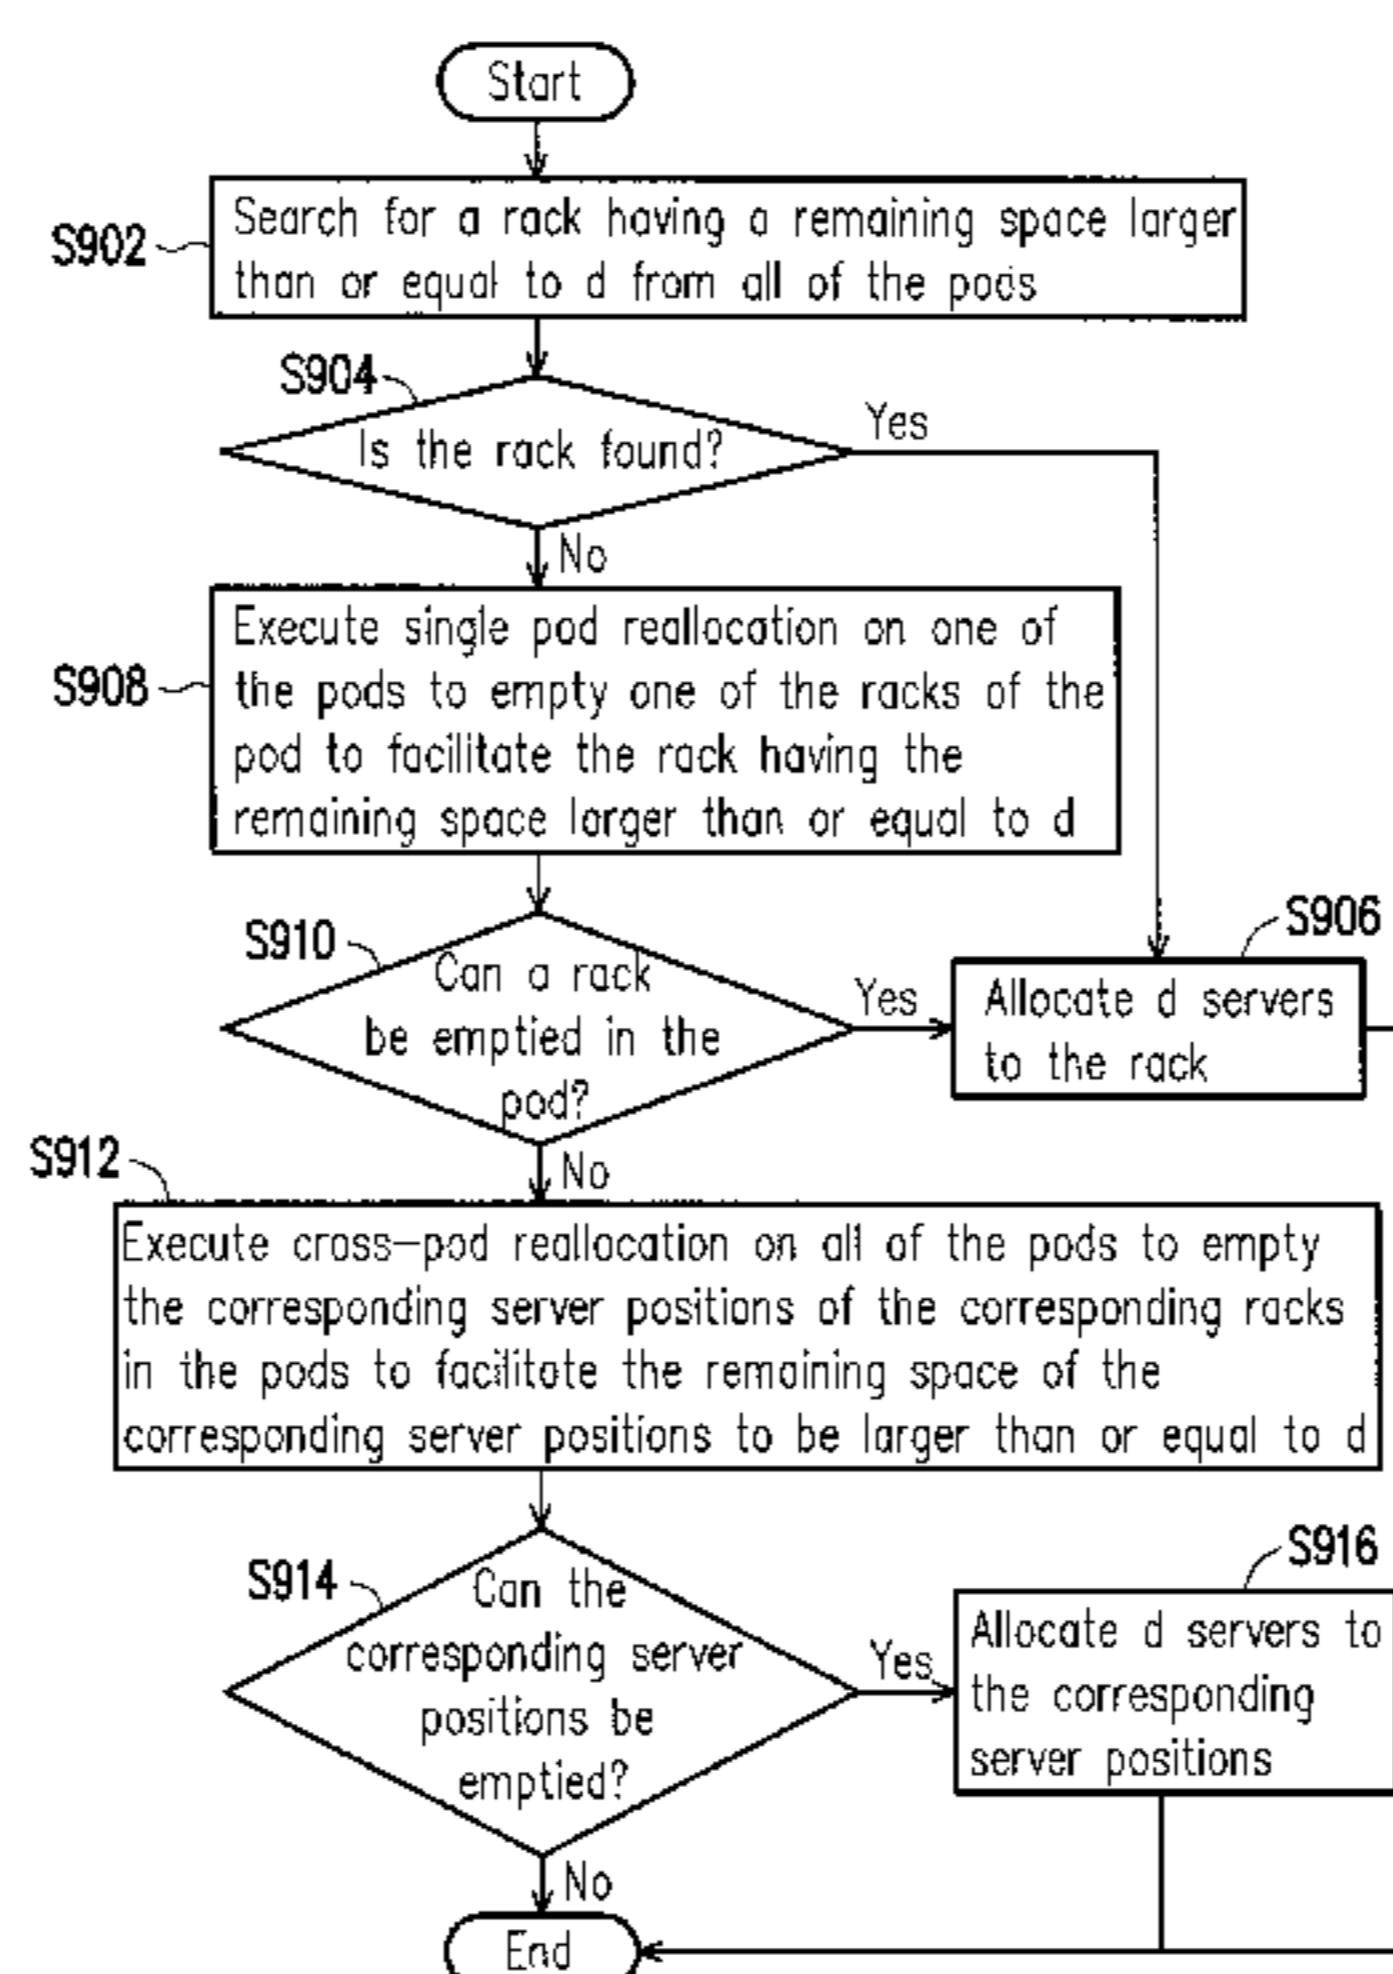 Start
S902
Search for a rack having a remaining space larger
than or equal to d from all of the pods
S904
Is the rack found?
Yes
No
S908
Execute single pod reallocation on one of
the pods to empty one of the racks of the
pod to facilitate the rack having the
remaining space larger than or equal to d
S910
Can a rack
be emptied in the
pod?
Yes
S906
Allocate d servers
to the rack
No
S912
Execute cross-pod reallocation on all of the pods to empty
the corresponding server positions of the corresponding racks
in the pods to facilitate the remaining space of the
corresponding server positions to be larger than or equal to d
S914
Can the
corresponding server
positions be
emptied?
Yes
S916
Allocate d servers to
the corresponding
server positions
No
End